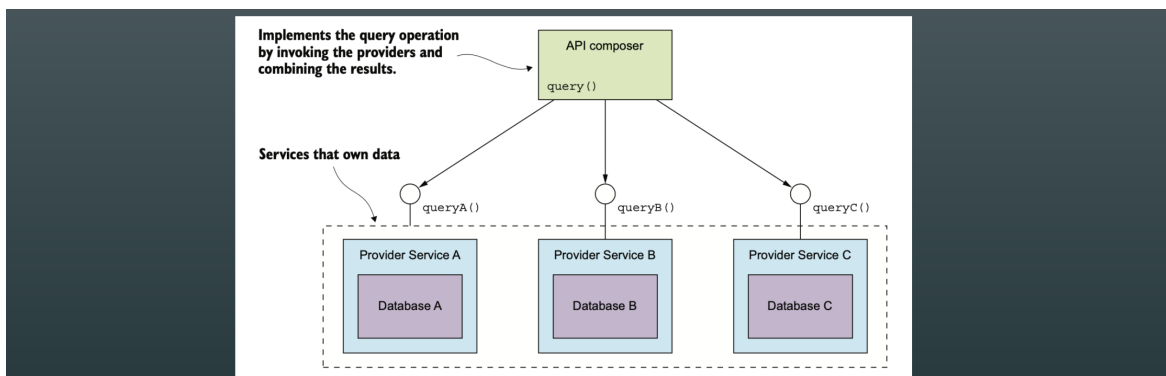 Implements the query operation
by invoking the providers and
combining the results.
API composer
query()
Services that own data
queryA()
queryB()
queryC()
Provider Service A
Provider Service B
Provider Service C
Database A
Database B
Database C